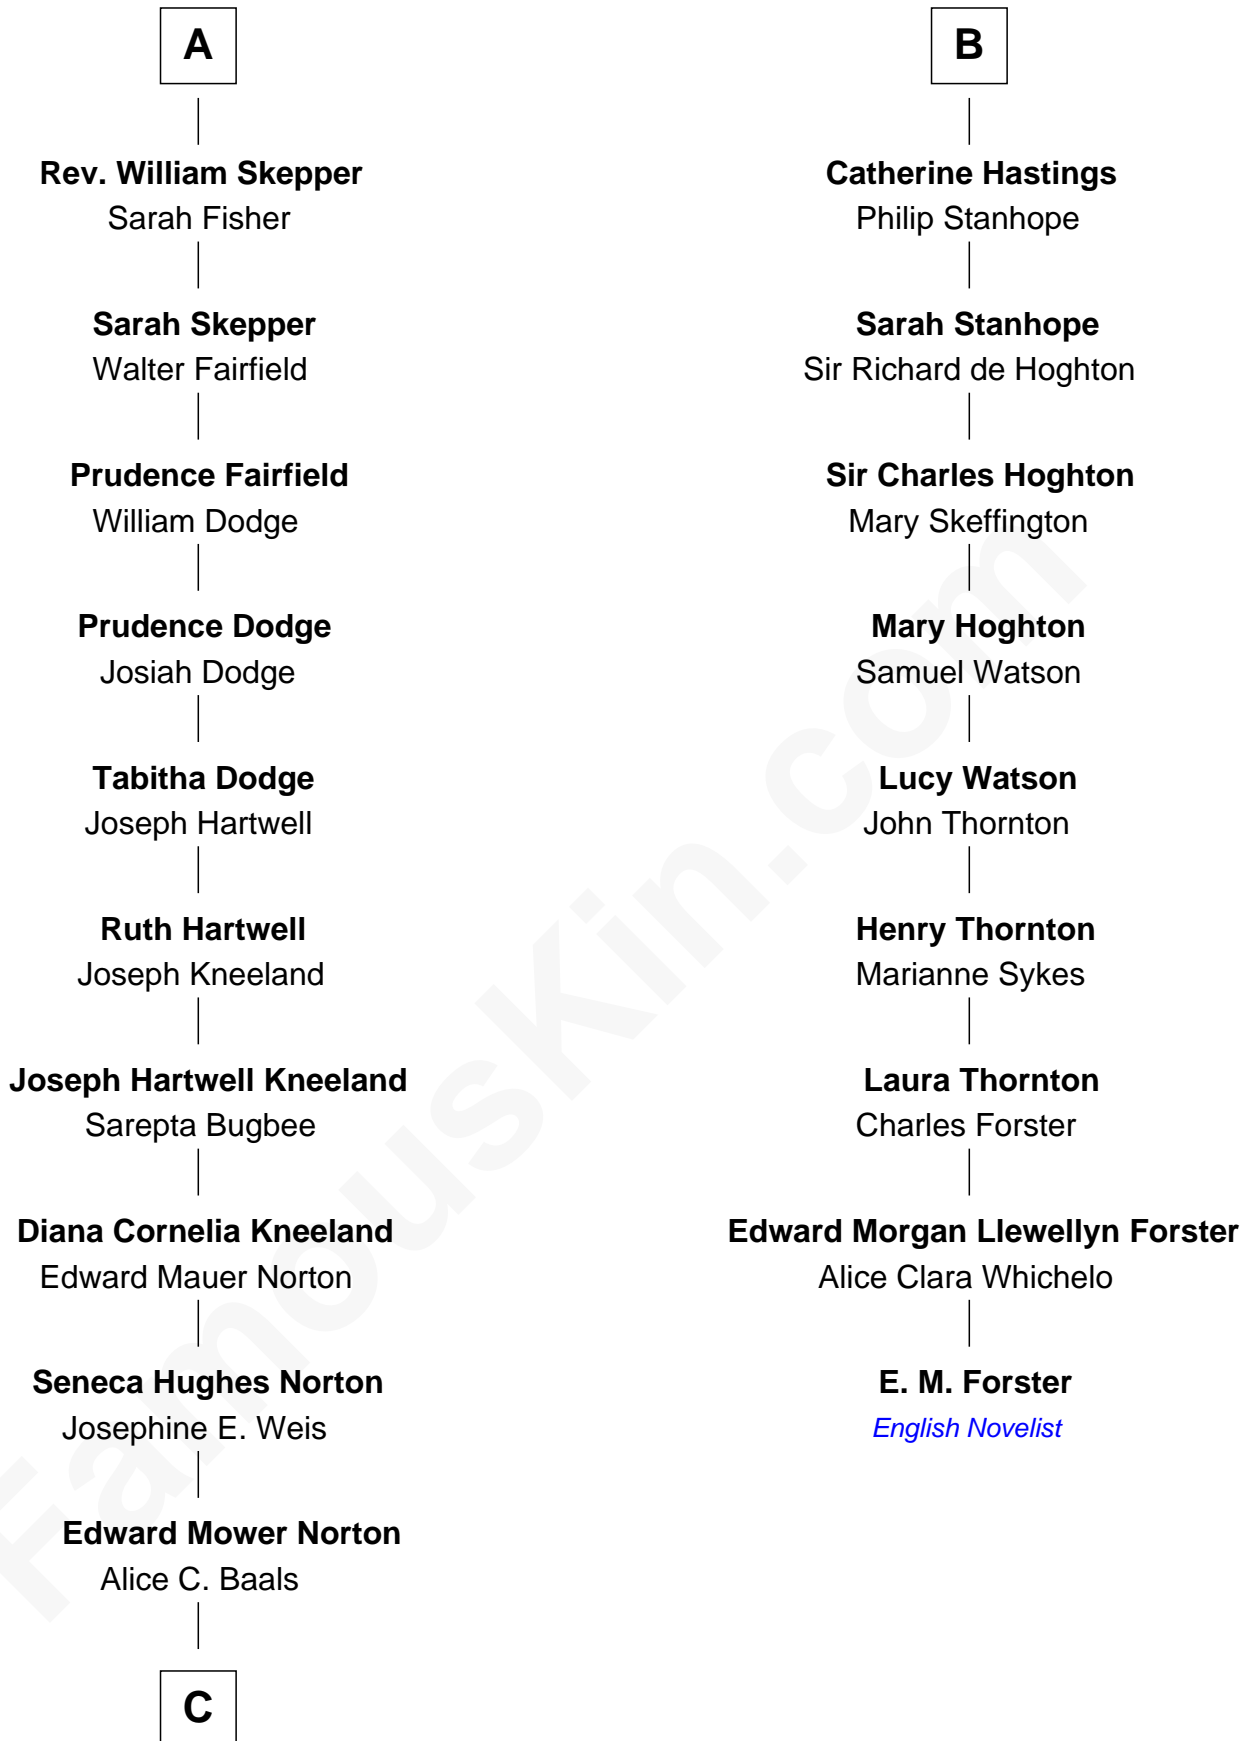 A
Rev. William Skepper
Sarah Fisher
Sarah Skepper
Walter Fairfield
Prudence Fairfield
William Dodge
Prudence Dodge
Josiah Dodge
Tabitha Dodge
Joseph Hartwell
Ruth Hartwell
Joseph Kneeland
Joseph Hartwell Kneeland
Sarepta Bugbee
Diana Cornelia Kneeland
Edward Mauer Norton
Seneca Hughes Norton
Josephine E. Weis
Edward Mower Norton
Alice C. Baals
C
B
Catherine Hastings
Philip Stanhope
Sarah Stanhope
Sir Richard de Hoghton
Sir Charles Hoghton
Mary Skeffington
Mary Hoghton
Samuel Watson
Lucy Watson
John Thornton
Henry Thornton
Marianne Sykes
Laura Thornton
Charles Forster
Edward Morgan Llewellyn Forster
Alice Clara Whichelo
E. M. Forster
English Novelist
FamousKin.com